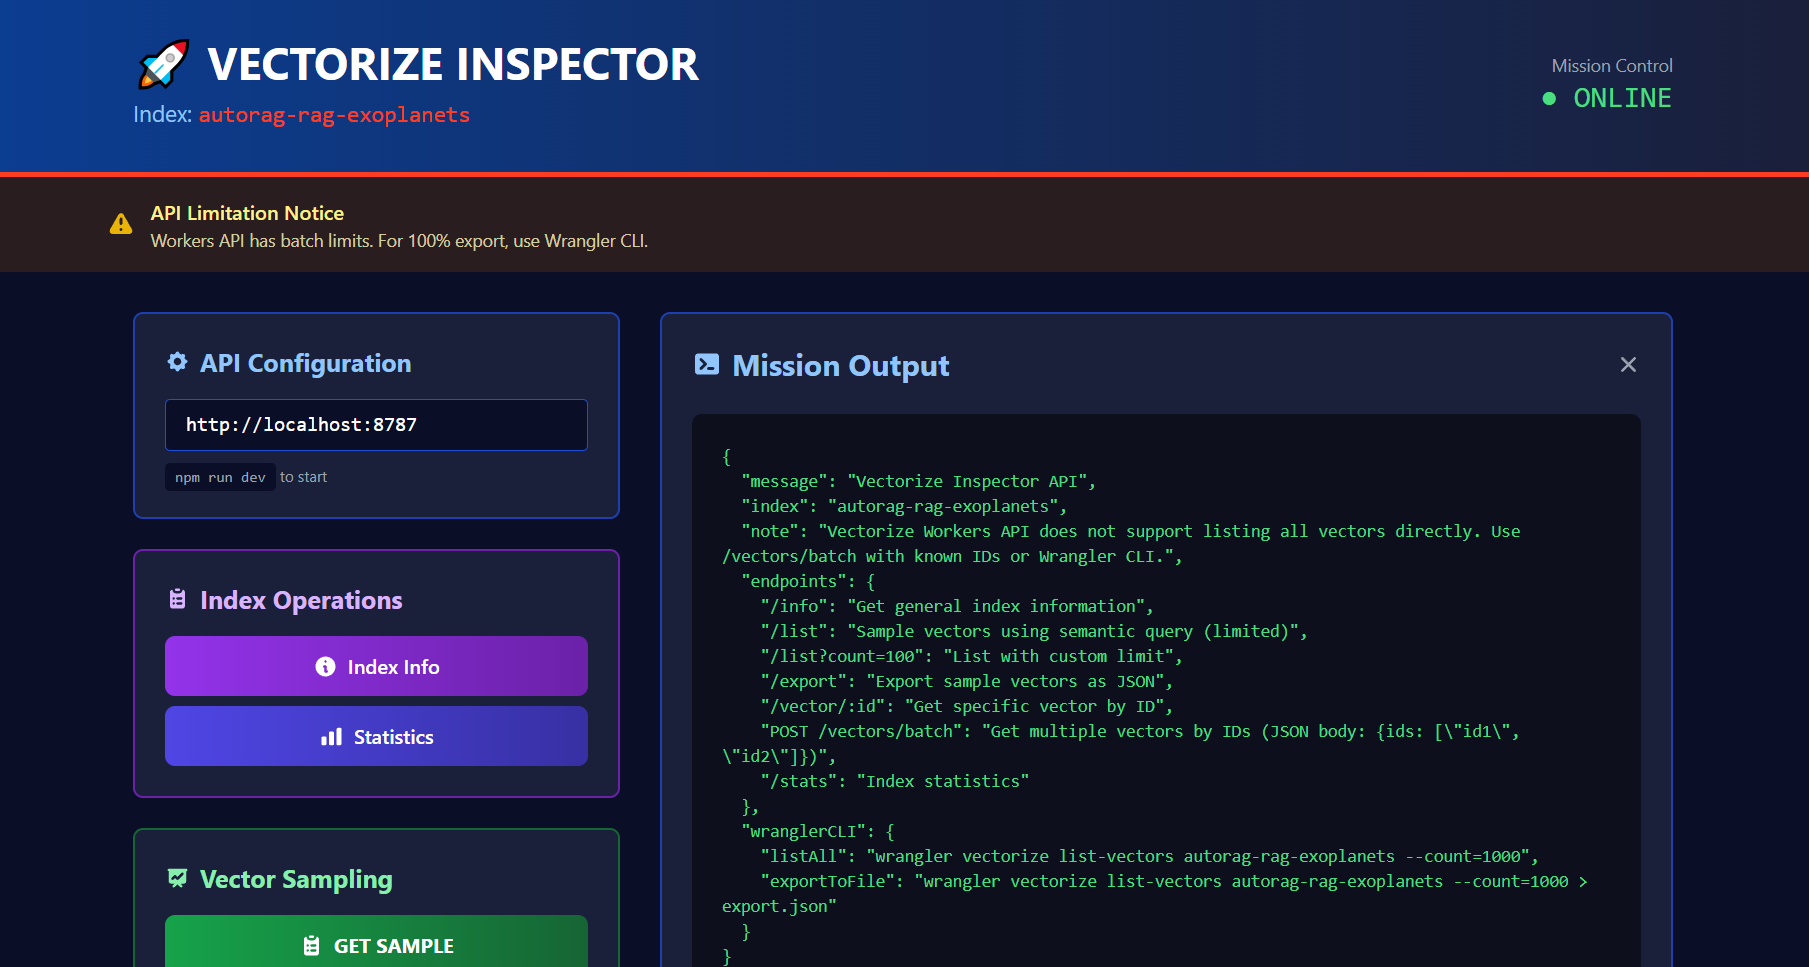 VECTORIZE INSPECTOR
Index: autorag-rag-exoplanets
Mission Control
ONLINE
API Limitation Notice
Workers API has batch limits. For 100% export, use Wrangler CLI.
API Configuration
http://localhost:8787
npm run dev to start
Index Operations
Index Info
Statistics
Vector Sampling
GET SAMPLE
Mission Output
{
  "message": "Vectorize Inspector API",
  "index": "autorag-rag-exoplanets",
  "note": "Vectorize Workers API does not support listing all vectors directly. Use
/vectors/batch with known IDs or Wrangler CLI.",
  "endpoints": {
    "/info": "Get general index information",
    "/list": "Sample vectors using semantic query (limited)",
    "/list?count=100": "List with custom limit",
    "/export": "Export sample vectors as JSON",
    "/vector/:id": "Get specific vector by ID",
    "POST /vectors/batch": "Get multiple vectors by IDs (JSON body: {ids: [\"id1\",
\"id2\"]})",
    "/stats": "Index statistics"
  },
  "wranglerCLI": {
    "listAll": "wrangler vectorize list-vectors autorag-rag-exoplanets --count=1000",
    "exportToFile": "wrangler vectorize list-vectors autorag-rag-exoplanets --count=1000 >
export.json"
  }
}